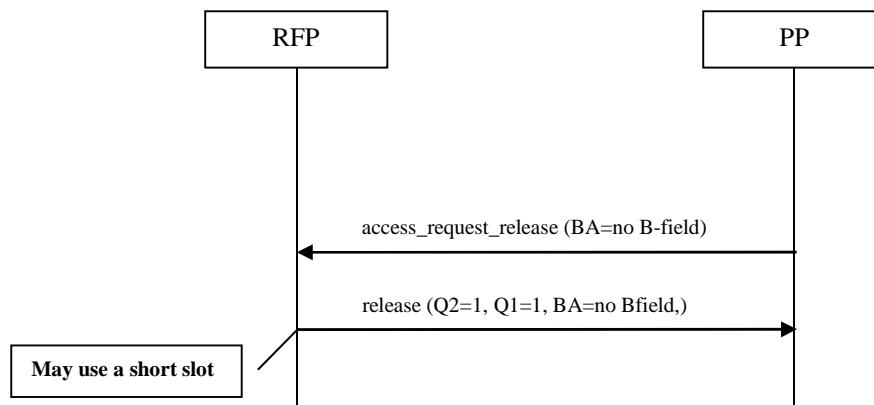 RFP
PP
access_request_release (BA=no B-field)
release (Q2=1, Q1=1, BA=no Bfield,)
May use a short slot